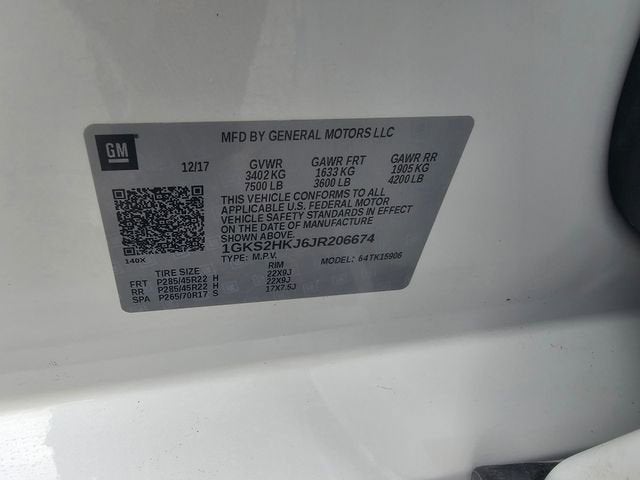 MFD BY GENERAL MOTORS LLC
GM
12/17 GVWR GAWR FRT GAWR RR
3402 KG 1633 KG 1905 KG
7500 LB 3600 LB 4200 LB
THIS VEHICLE CONFORMS TO ALL
APPLICABLE U.S. FEDERAL MOTOR
VEHICLE SAFETY STANDARDS IN EFFECT
ON THE DATE OF MANUFACTURE
SHOWN ABOVE.
1GKS2HKJ6JR206674
140X TYPE: M.P.V. MODEL: 64TK15906
TIRE SIZE RIM
FRT P285/45R22 H 22X9J
RR P285/45R22 H 22X9J
SPA P265/70R17 S 17X7.5J